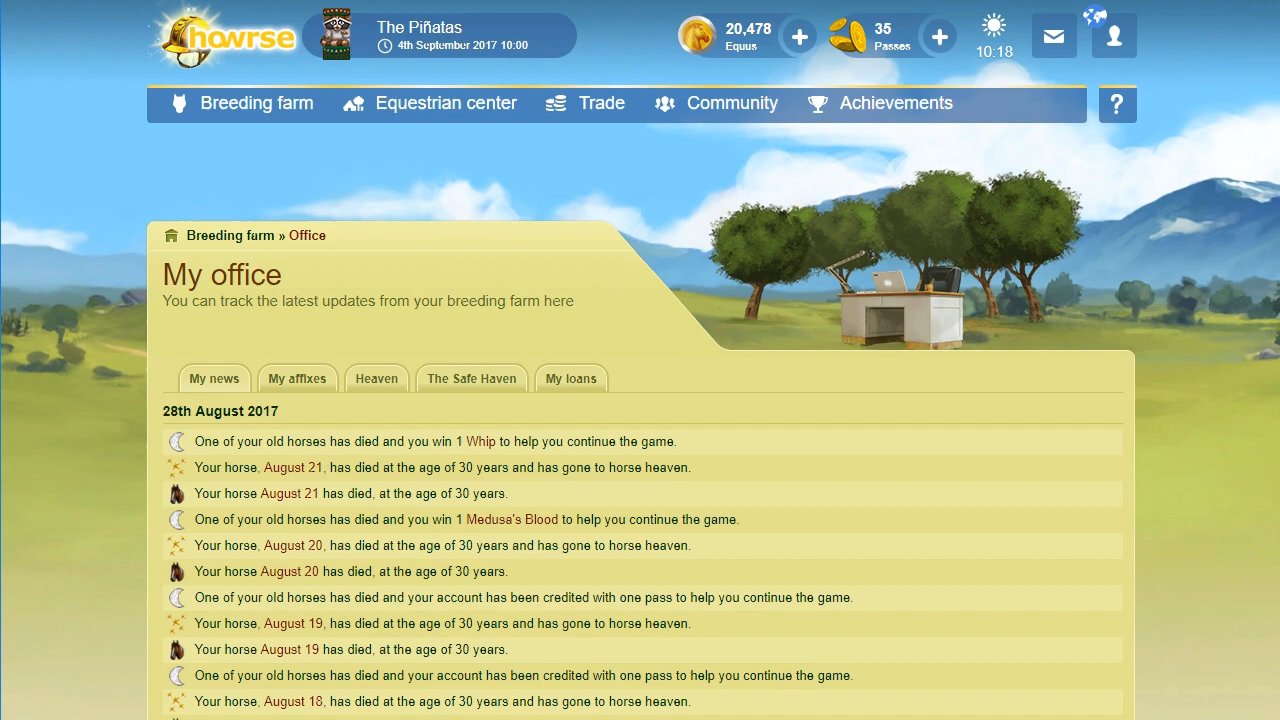 howrse
The Piñatas
4th September 2017 10:00
20,478
Equus
35
Passes
10:18
Breeding farm
Equestrian center
Trade
Community
Achievements
?
Breeding farm » Office
My office
You can track the latest updates from your breeding farm here
My news
My affixes
Heaven
The Safe Haven
My loans
28th August 2017
One of your old horses has died and you win 1 Whip to help you continue the game.
Your horse, August 21, has died at the age of 30 years and has gone to horse heaven.
Your horse August 21 has died, at the age of 30 years.
One of your old horses has died and you win 1 Medusa's Blood to help you continue the game.
Your horse, August 20, has died at the age of 30 years and has gone to horse heaven.
Your horse August 20 has died, at the age of 30 years.
One of your old horses has died and your account has been credited with one pass to help you continue the game.
Your horse, August 19, has died at the age of 30 years and has gone to horse heaven.
Your horse August 19 has died, at the age of 30 years.
One of your old horses has died and your account has been credited with one pass to help you continue the game.
Your horse, August 18, has died at the age of 30 years and has gone to horse heaven.